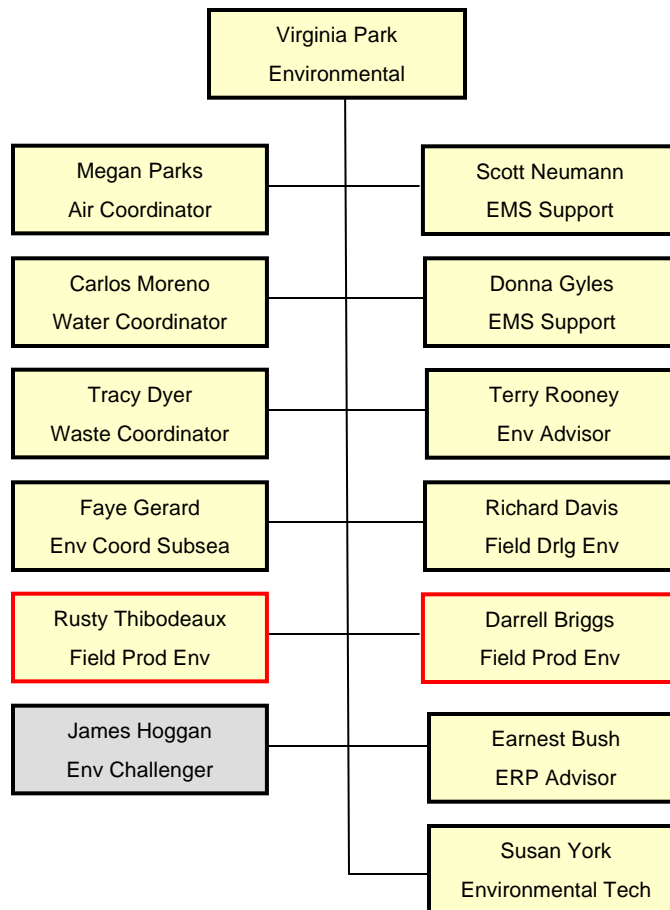 Virginia Park
Environmental
Megan Parks
Air Coordinator
Scott Neumann
EMS Support
Carlos Moreno
Water Coordinator
Donna Gyles
EMS Support
Tracy Dyer
Waste Coordinator
Terry Rooney
Env Advisor
Faye Gerard
Env Coord Subsea
Richard Davis
Field Drlg Env
Rusty Thibodeaux
Field Prod Env
Darrell Briggs
Field Prod Env
James Hoggan
Env Challenger
Earnest Bush
ERP Advisor
Susan York
Environmental Tech